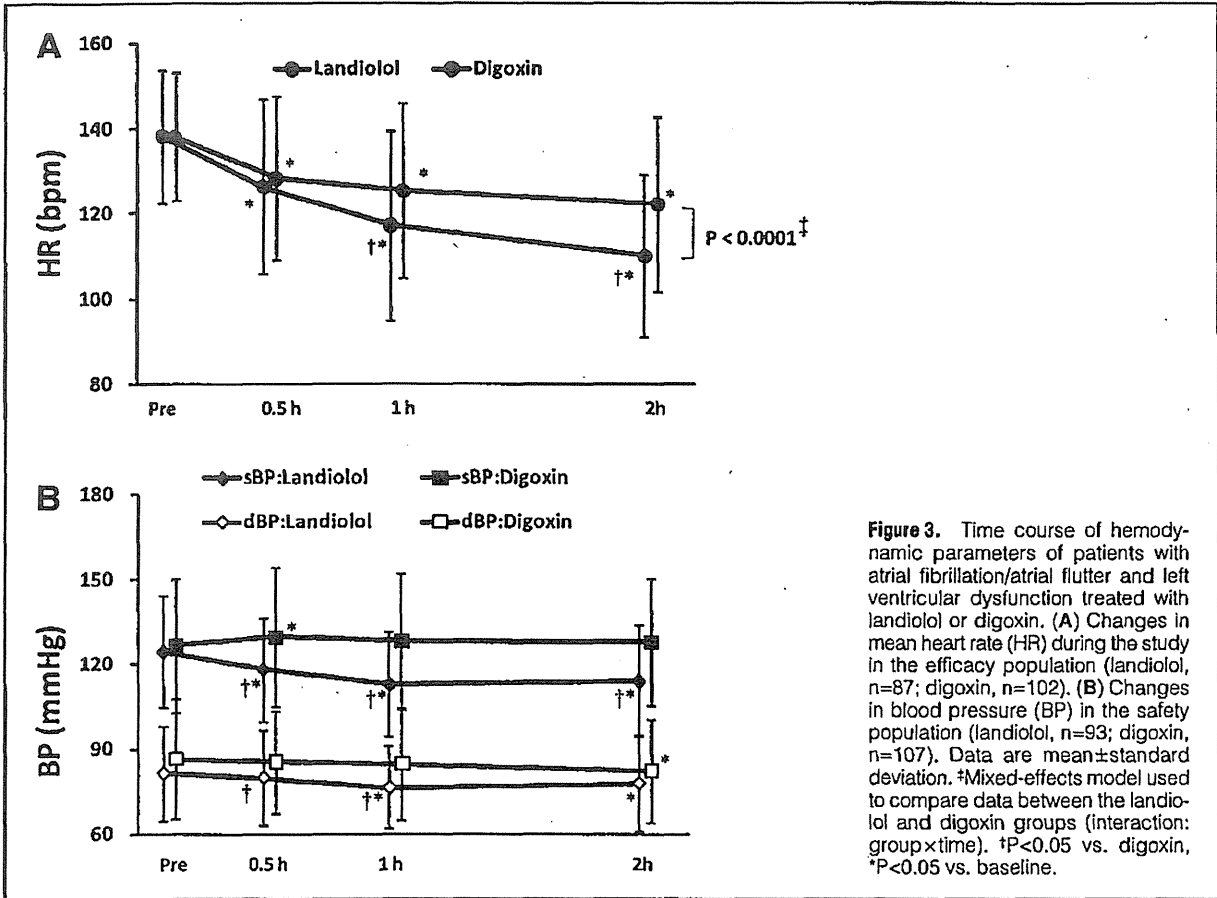 A
160
140
120
100
80
HR (bpm)
Landiolol Digoxin
*
*
*
*
†*
†*
P < 0.0001‡
Pre 0.5 h 1 h 2h
B
sBP:Landiolol sBP:Digoxin
dBP:Landiolol dBP:Digoxin
180
150
120
90
60
BP (mmHg)
*
†*
†*
†*
†
†*
*
*
Pre 0.5 h 1 h 2h
Figure 3. Time course of hemody-
namic parameters of patients with
atrial fibrillation/atrial flutter and left
ventricular dysfunction treated with
landiolol or digoxin. (A) Changes in
mean heart rate (HR) during the study
in the efficacy population (landiolol,
n=87; digoxin, n=102). (B) Changes
in blood pressure (BP) in the safety
population (landiolol, n=93; digoxin,
n=107). Data are mean±standard
deviation. ‡Mixed-effects model used
to compare data between the landio-
lol and digoxin groups (interaction:
group×time). †P<0.05 vs. digoxin,
*P<0.05 vs. baseline.